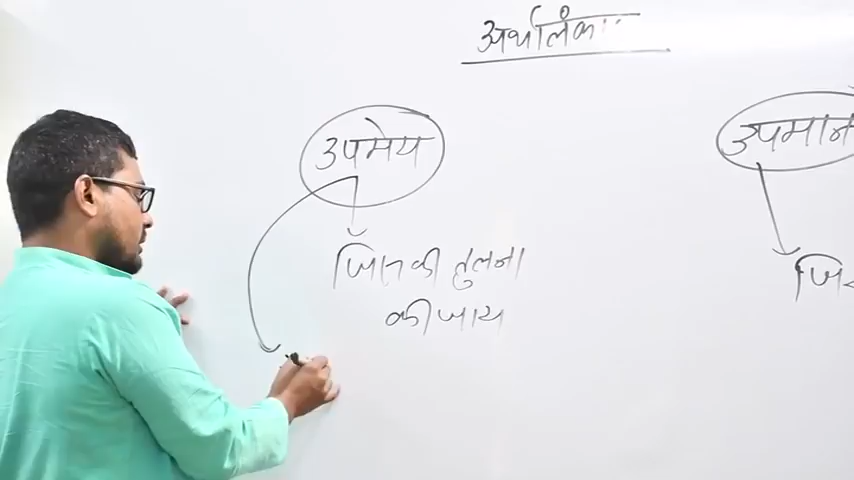 अर्थालंका
उपमेय
उपमान
जिसकी तुलना
की जाय